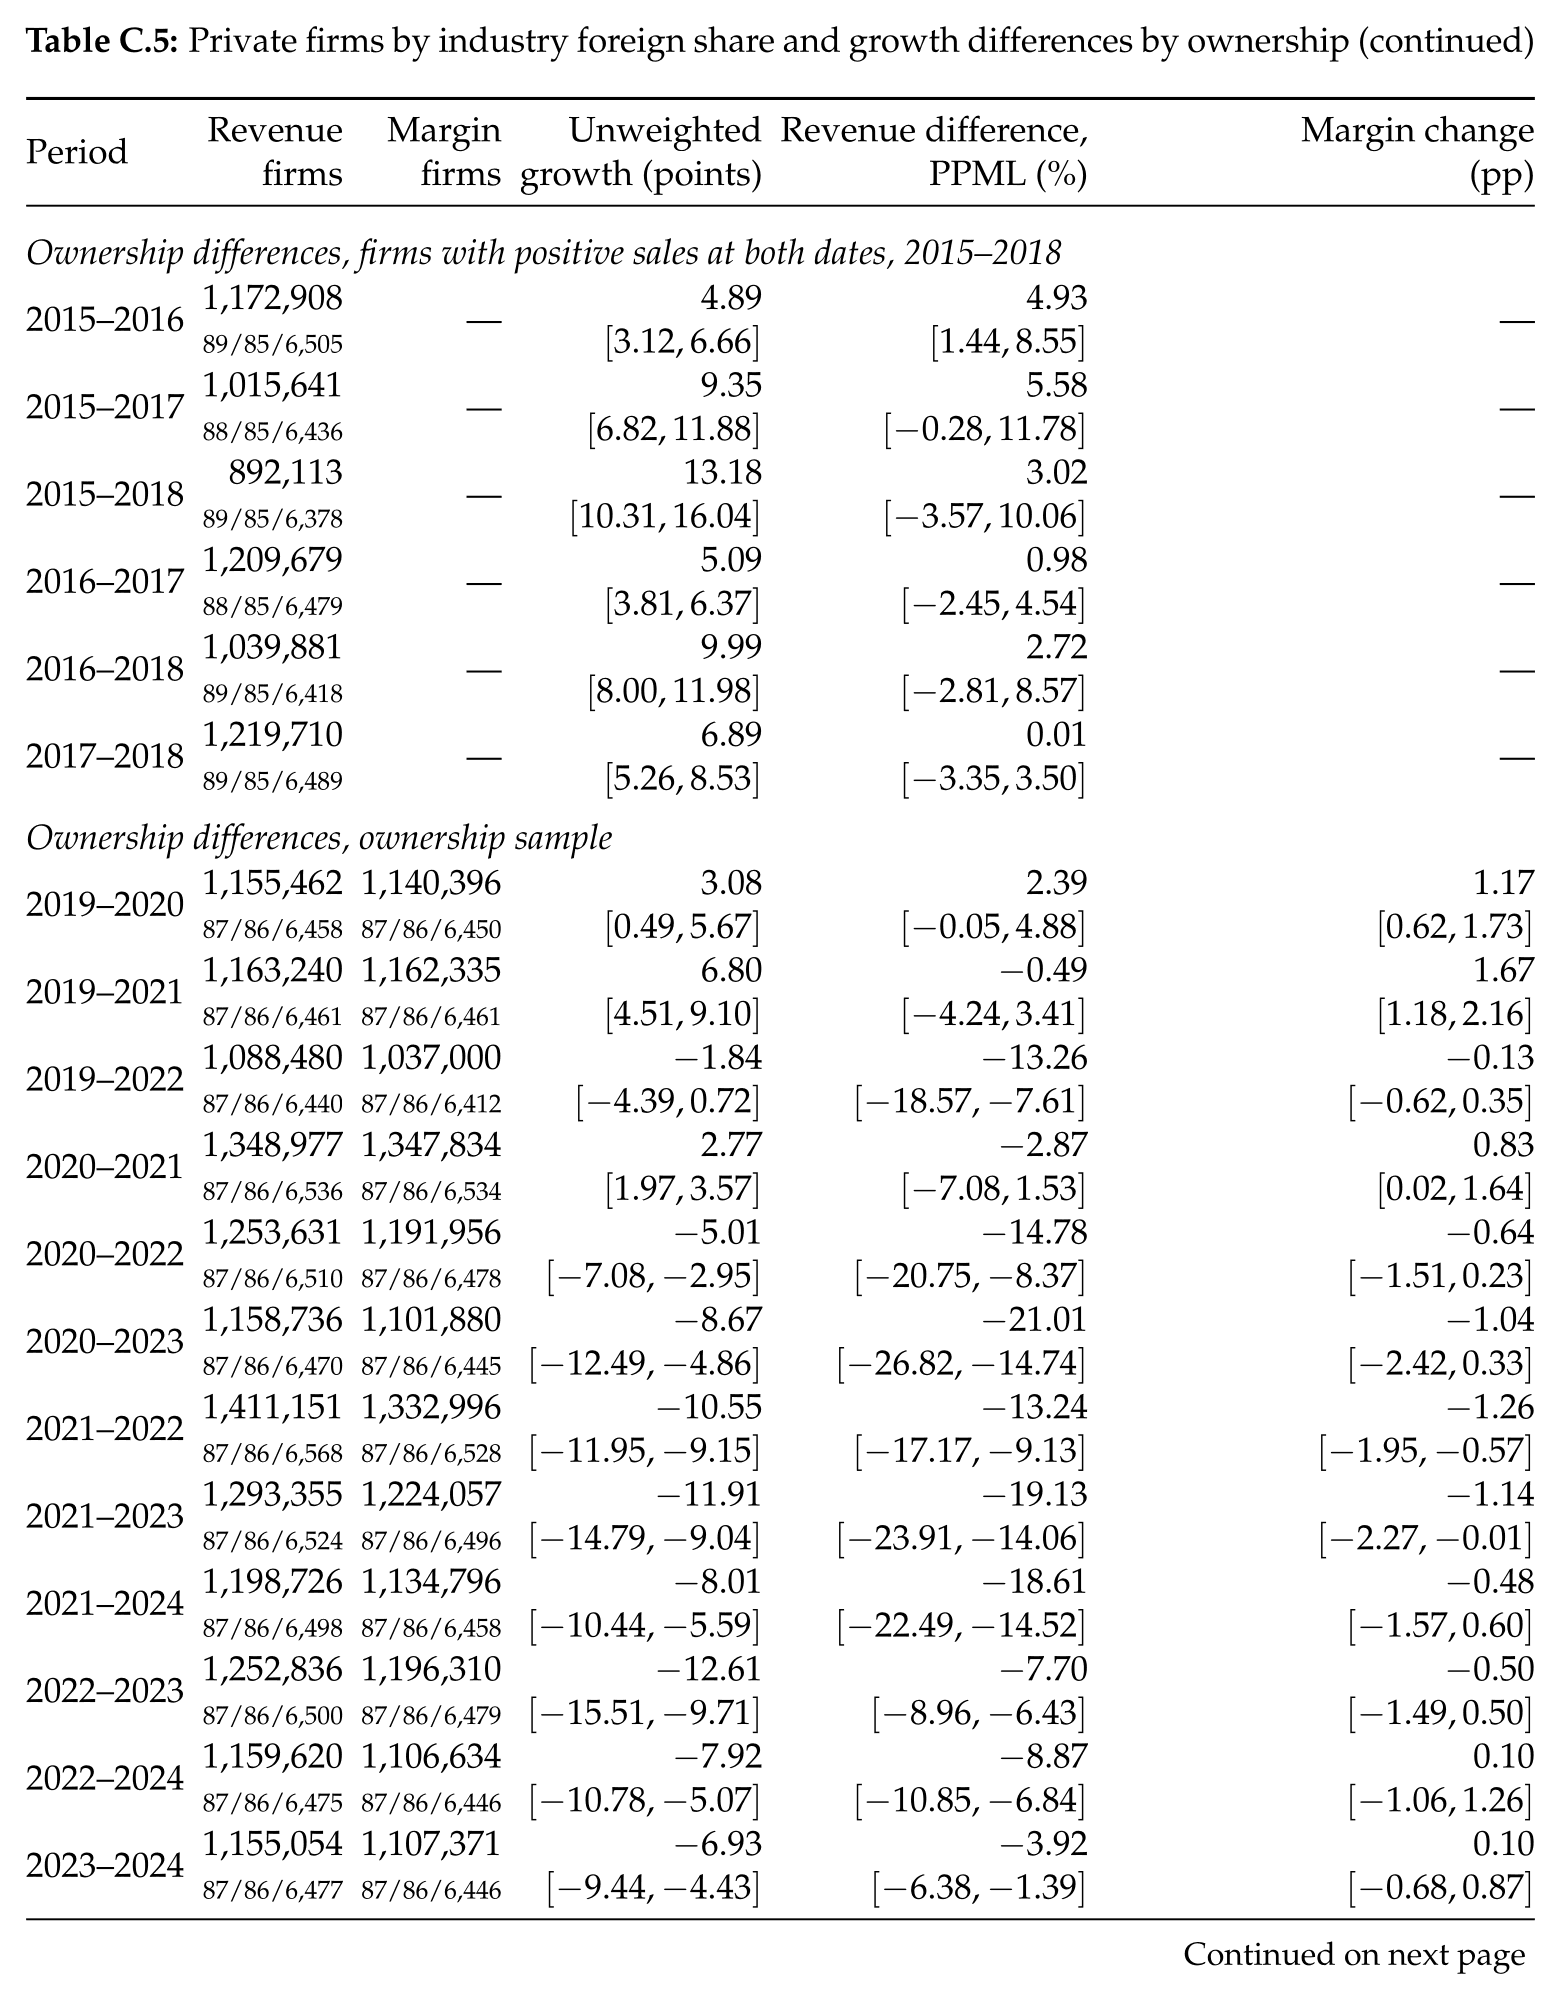 Table C.5: Private firms by industry foreign share and growth differences by ownership (continued)
Period Revenue firms Margin firms Unweighted growth (points) Revenue difference, PPML (%) Margin change (pp)
Ownership differences, firms with positive sales at both dates, 2015–2018
2015–2016 1,172,908 — 4.89 4.93 —
89/85/6,505 [3.12, 6.66] [1.44, 8.55]
2015–2017 1,015,641 — 9.35 5.58 —
88/85/6,436 [6.82, 11.88] [−0.28, 11.78]
2015–2018 892,113 — 13.18 3.02 —
89/85/6,378 [10.31, 16.04] [−3.57, 10.06]
2016–2017 1,209,679 — 5.09 0.98 —
88/85/6,479 [3.81, 6.37] [−2.45, 4.54]
2016–2018 1,039,881 — 9.99 2.72 —
89/85/6,418 [8.00, 11.98] [−2.81, 8.57]
2017–2018 1,219,710 — 6.89 0.01 —
89/85/6,489 [5.26, 8.53] [−3.35, 3.50]
Ownership differences, ownership sample
2019–2020 1,155,462 1,140,396 3.08 2.39 1.17
87/86/6,458 87/86/6,450 [0.49, 5.67] [−0.05, 4.88] [0.62, 1.73]
2019–2021 1,163,240 1,162,335 6.80 −0.49 1.67
87/86/6,461 87/86/6,461 [4.51, 9.10] [−4.24, 3.41] [1.18, 2.16]
2019–2022 1,088,480 1,037,000 −1.84 −13.26 −0.13
87/86/6,440 87/86/6,412 [−4.39, 0.72] [−18.57, −7.61] [−0.62, 0.35]
2020–2021 1,348,977 1,347,834 2.77 −2.87 0.83
87/86/6,536 87/86/6,534 [1.97, 3.57] [−7.08, 1.53] [0.02, 1.64]
2020–2022 1,253,631 1,191,956 −5.01 −14.78 −0.64
87/86/6,510 87/86/6,478 [−7.08, −2.95] [−20.75, −8.37] [−1.51, 0.23]
2020–2023 1,158,736 1,101,880 −8.67 −21.01 −1.04
87/86/6,470 87/86/6,445 [−12.49, −4.86] [−26.82, −14.74] [−2.42, 0.33]
2021–2022 1,411,151 1,332,996 −10.55 −13.24 −1.26
87/86/6,568 87/86/6,528 [−11.95, −9.15] [−17.17, −9.13] [−1.95, −0.57]
2021–2023 1,293,355 1,224,057 −11.91 −19.13 −1.14
87/86/6,524 87/86/6,496 [−14.79, −9.04] [−23.91, −14.06] [−2.27, −0.01]
2021–2024 1,198,726 1,134,796 −8.01 −18.61 −0.48
87/86/6,498 87/86/6,458 [−10.44, −5.59] [−22.49, −14.52] [−1.57, 0.60]
2022–2023 1,252,836 1,196,310 −12.61 −7.70 −0.50
87/86/6,500 87/86/6,479 [−15.51, −9.71] [−8.96, −6.43] [−1.49, 0.50]
2022–2024 1,159,620 1,106,634 −7.92 −8.87 0.10
87/86/6,475 87/86/6,446 [−10.78, −5.07] [−10.85, −6.84] [−1.06, 1.26]
2023–2024 1,155,054 1,107,371 −6.93 −3.92 0.10
87/86/6,477 87/86/6,446 [−9.44, −4.43] [−6.38, −1.39] [−0.68, 0.87]
Continued on next page